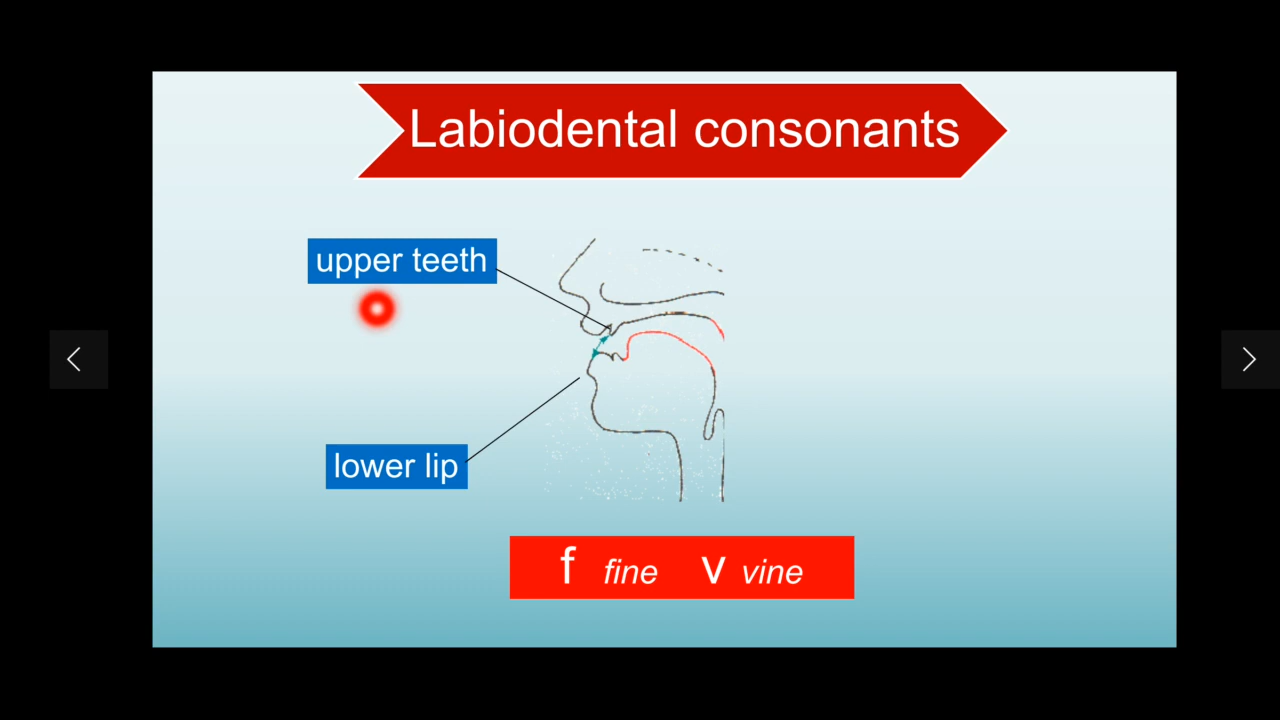 Labiodental consonants
upper teeth
lower lip
f fine v vine